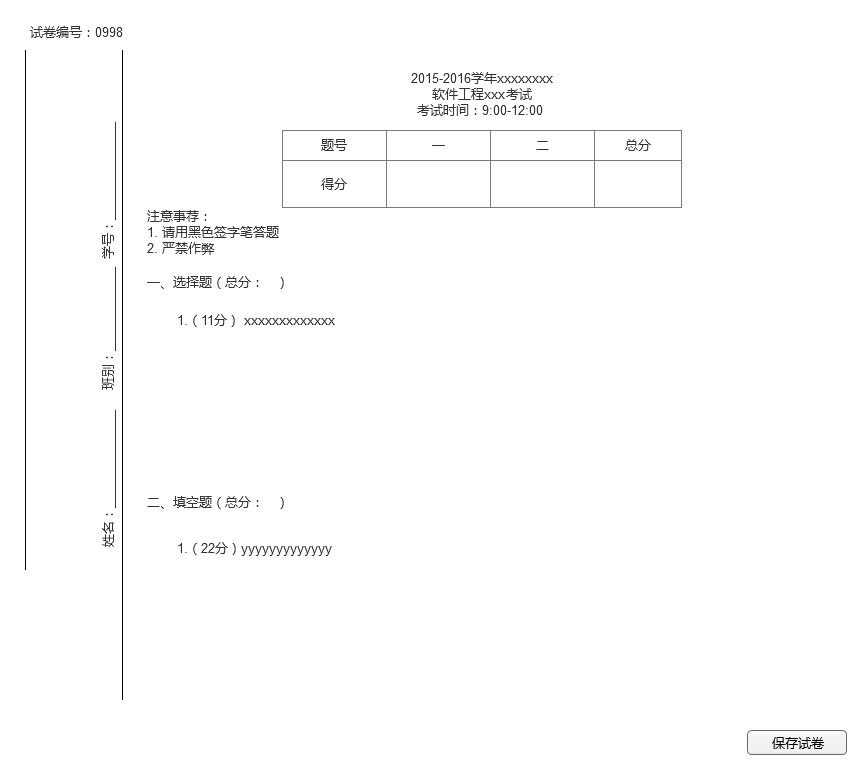 试卷编号：0998
2015-2016学年xxxxxxxx
软件工程xxx考试
考试时间：9:00-12:00
题号 一 二 总分
得分
注意事荐：
1. 请用黑色签字笔答题
2. 严禁作弊
学号：
班别：
姓名：
一、选择题（总分： ）
1.（11分） xxxxxxxxxxxxx
二、填空题（总分： ）
1.（22分）yyyyyyyyyyyyy
保存试卷